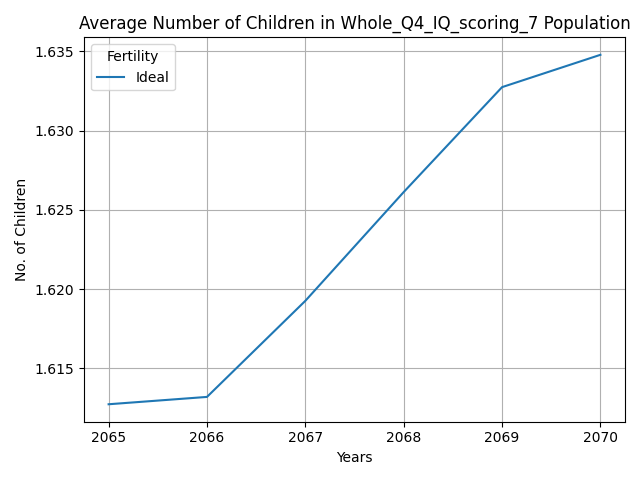 Average Number of Children in Whole_Q4_IQ_scoring_7 Population
Fertility
Ideal
No. of Children
1.635
1.630
1.625
1.620
1.615
2065 2066 2067 2068 2069 2070
Years